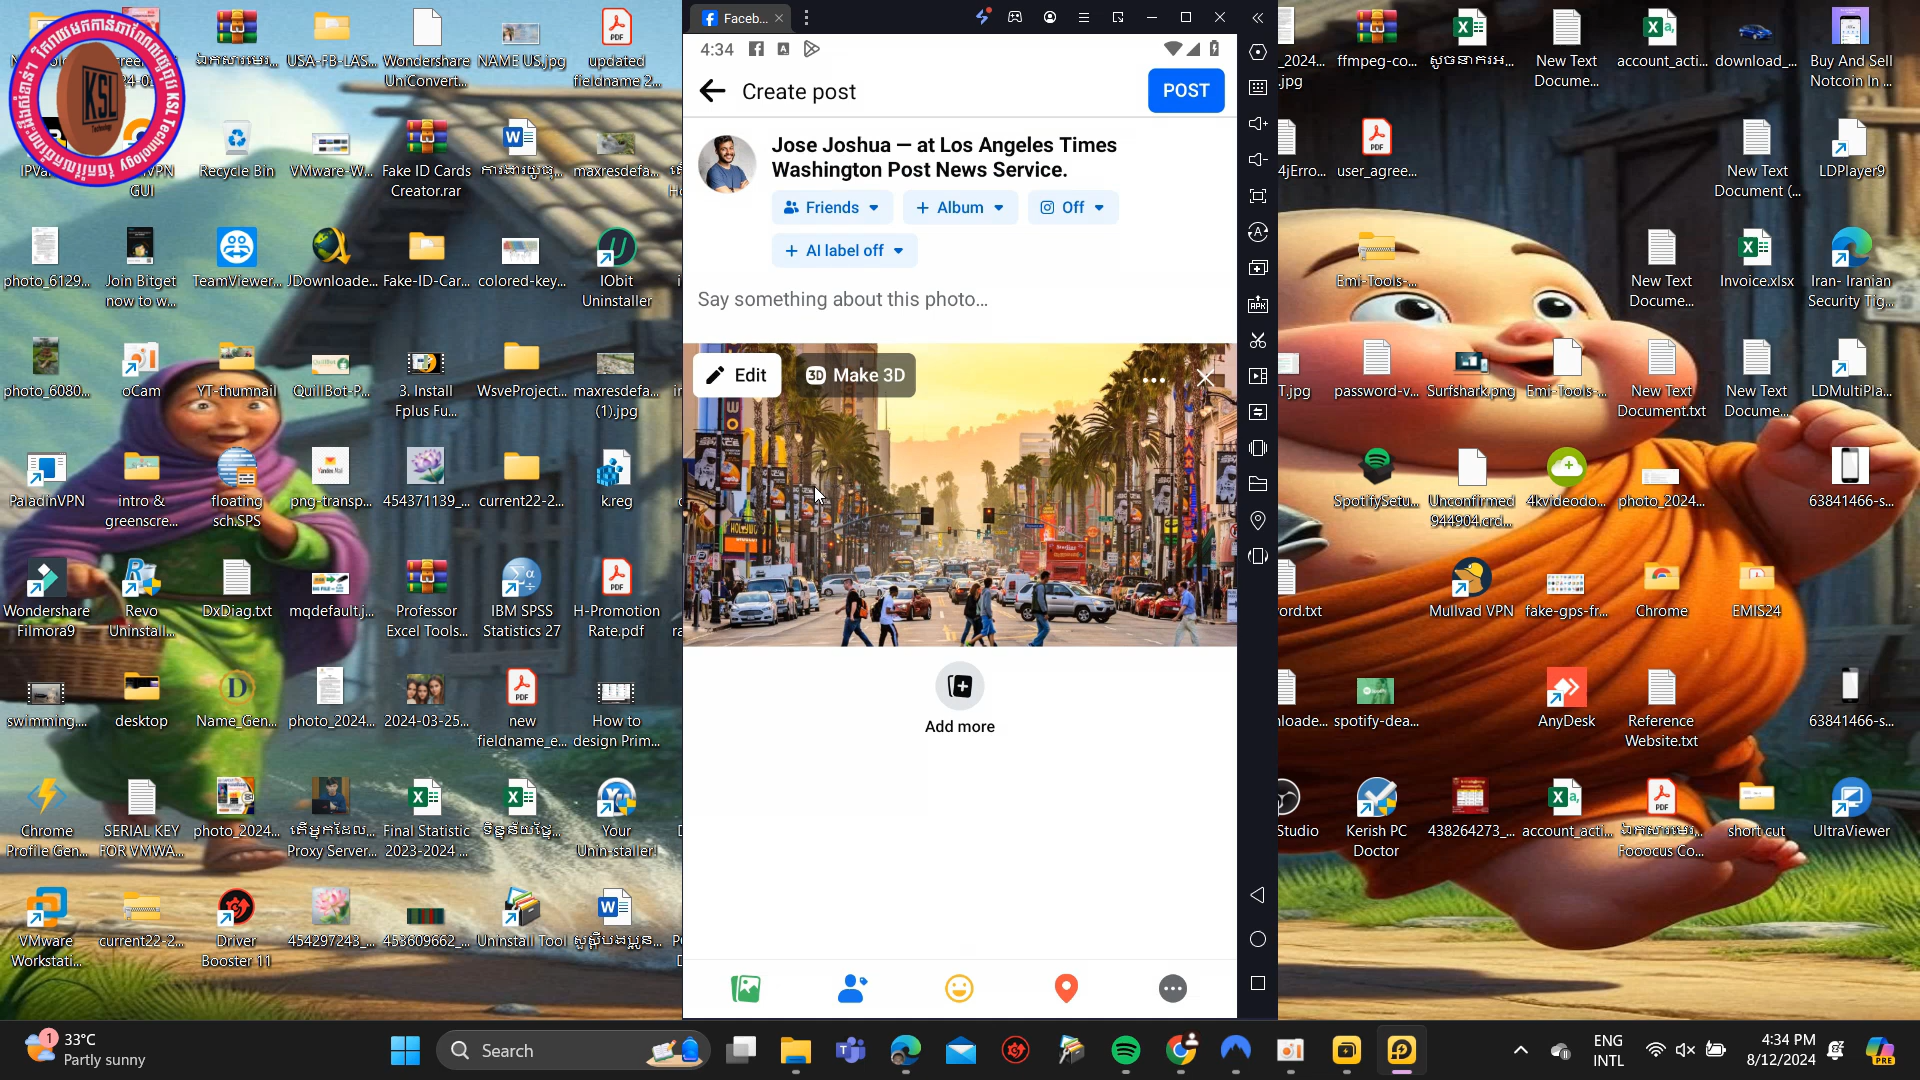 Faceb...
4:34
Create post
POST
Jose Joshua — at Los Angeles Times
Washington Post News Service.
Friends
+ Album
Off
+ AI label off
Say something about this photo...
Edit
3D Make 3D
Add more
KSL
Technology
GUI
Recycle Bin
VMware-W...
Fake ID Cards
Creator.rar
USA-FB-LAS...
Wondershare
UniConvert...
NAME US.jpg
updated
fieldname 2...
maxresdefa...
photo_6129...
Join Bitget
now to w...
TeamViewer...
JDownloade...
Fake-ID-Car...
colored-key...
IObit
Uninstaller
photo_6080...
oCam
YT-thumnail
QuillBot-P...
3. Install
Fplus Fu...
WsveProject...
maxresdefa...
(1).jpg
PaladinVPN
intro &
greenscre...
floating
sch.SPS
png-transp...
454371139_...
current22-2...
k.reg
Wondershare
Filmora9
Revo
Uninstall...
DxDiag.txt
mqdefault.j...
Professor
Excel Tools...
IBM SPSS
Statistics 27
H-Promotion
Rate.pdf
swimming....
desktop
Name_Gen...
photo_2024...
2024-03-25...
new
fieldname_e...
How to
design Prim...
Chrome
Profile Gen...
SERIAL KEY
FOR VMWA...
photo_2024...
Proxy Server...
Final Statistic
2023-2024 ...
Your
Unin-staller!
VMware
Workstati...
current22-2...
Driver
Booster 11
454297243_...
453609662_...
Uninstall Tool
_2024...
.jpg
ffmpeg-co...
New Text
Docume...
account_acti...
download_...
Buy And Sell
Notcoin In ...
4jErro...
user_agree...
New Text
Document (...
LDPlayer9
Emi-Tools-...
New Text
Docume...
Invoice.xlsx
Iran- Iranian
Security Tig...
T.jpg
password-v...
Surfshark.png
Emi-Tools-...
New Text
Document.txt
New Text
Docume...
LDMultiPla...
SpotifySetu...
Unconfirmed
944904.crd...
4kvideodo...
photo_2024...
63841466-s...
ord.txt
Mullvad VPN
fake-gps-fr...
Chrome
EMIS24
nloade...
spotify-dea...
AnyDesk
Reference
Website.txt
63841466-s...
Studio
Kerish PC
Doctor
438264273_...
account_acti...
Fooocus Co...
short cut
UltraViewer
33°C
Partly sunny
Search
ENG
INTL
4:34 PM
8/12/2024